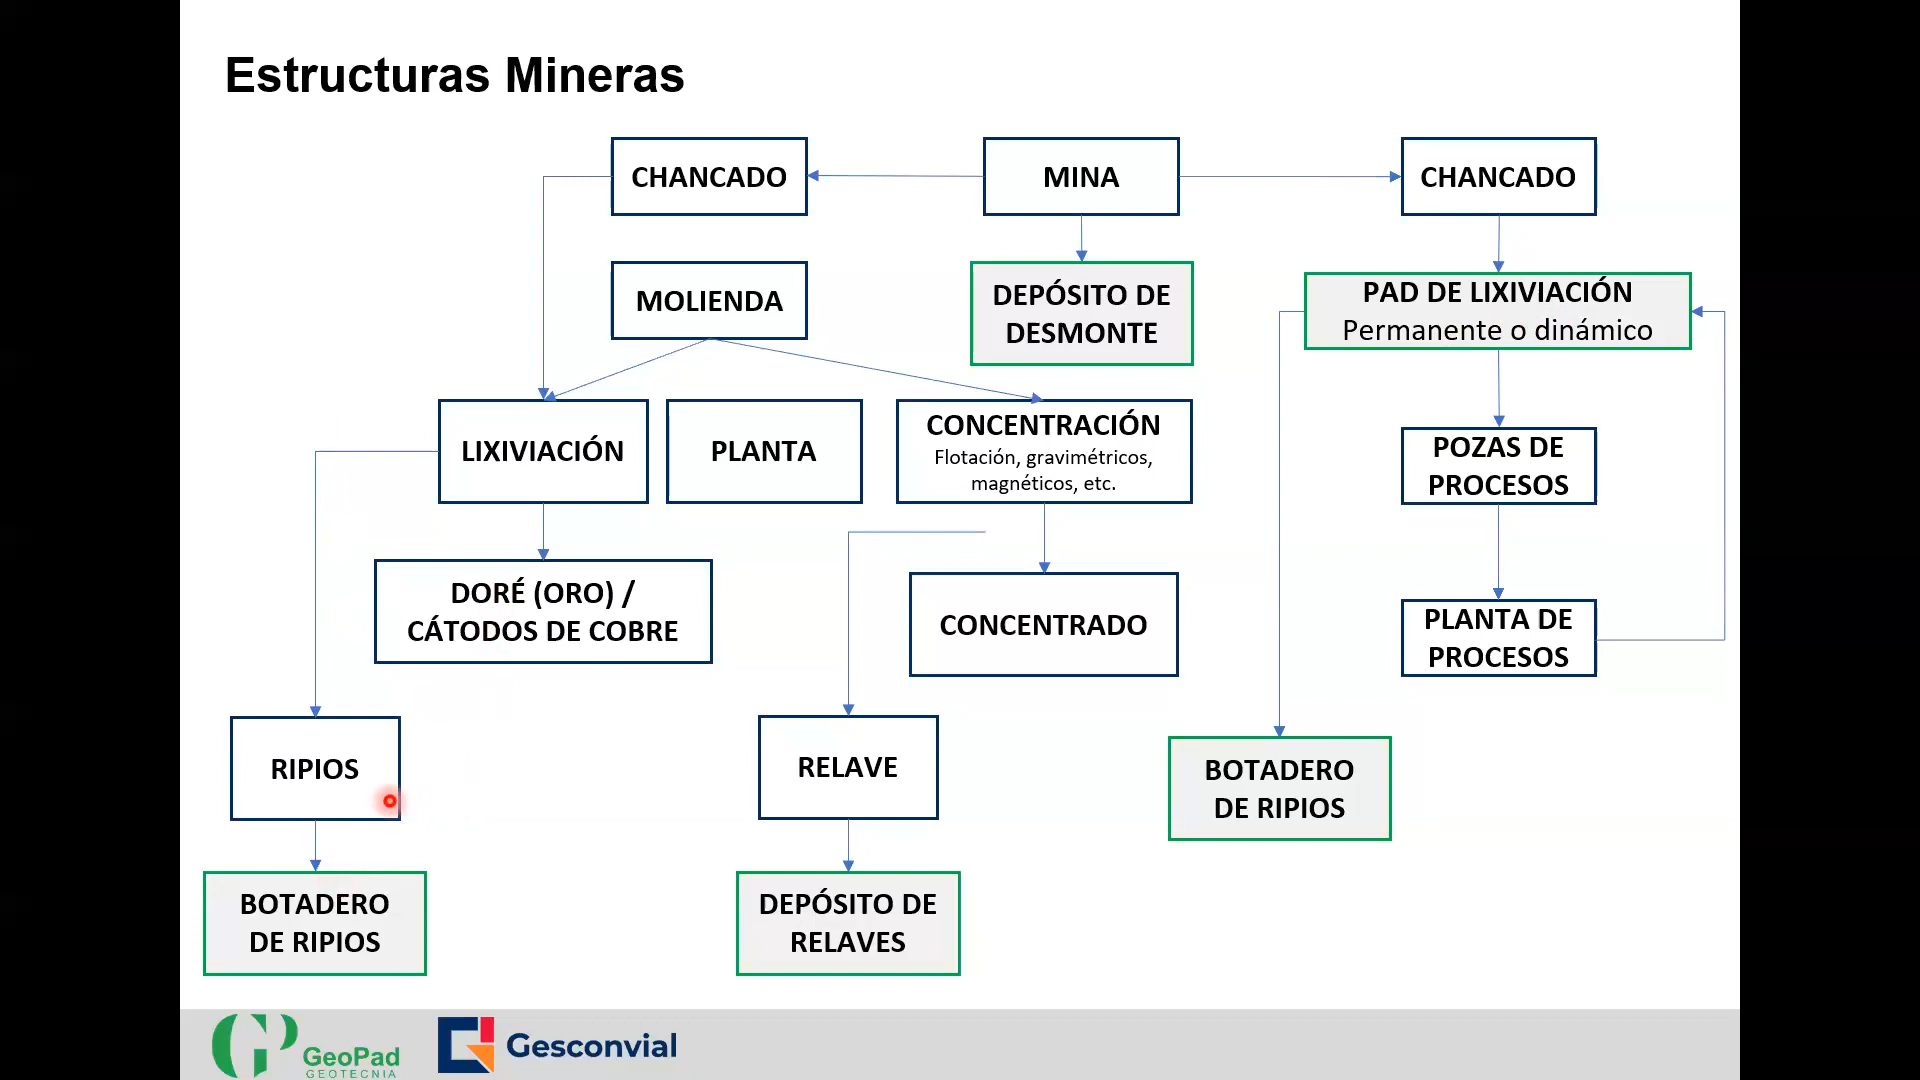 Estructuras Mineras
CHANCADO
MINA
CHANCADO
MOLIENDA
DEPÓSITO DE
DESMONTE
PAD DE LIXIVIACIÓN
Permanente o dinámico
LIXIVIACIÓN
PLANTA
CONCENTRACIÓN
Flotación, gravimétricos,
magnéticos, etc.
POZAS DE
PROCESOS
DORÉ (ORO) /
CÁTODOS DE COBRE
CONCENTRADO
PLANTA DE
PROCESOS
RIPIOS
RELAVE
BOTADERO
DE RIPIOS
BOTADERO
DE RIPIOS
DEPÓSITO DE
RELAVES
GeoPad
GEOTECNIA
Gesconvial